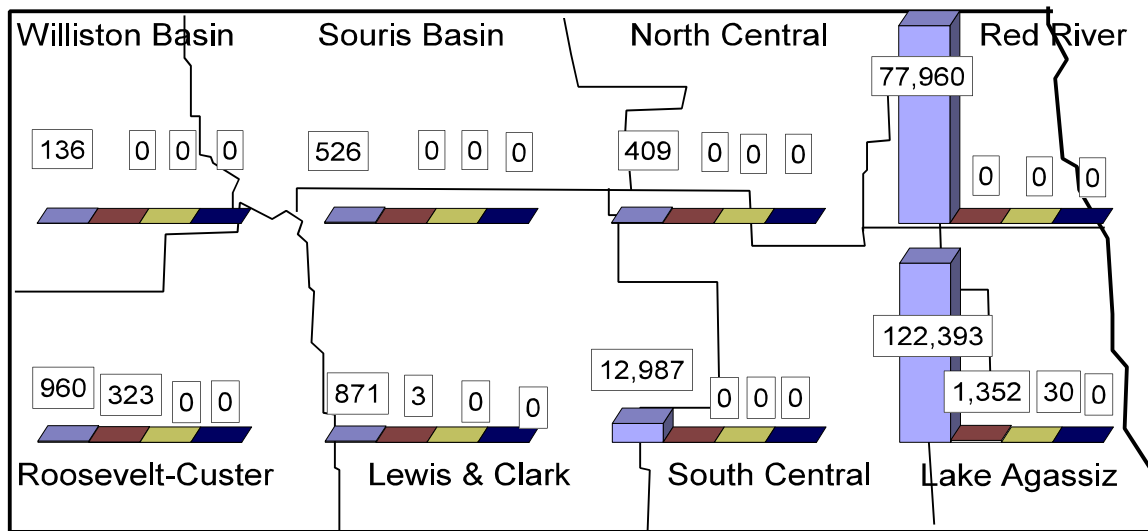 Williston Basin Souris Basin North Central Red River
77,960
136 0 0 0 526 0 0 0 409 0 0 0
0 0 0
122,393
960 323 0 0 871 3 0 0 12,987 0 0 0 1,352 30 0
Roosevelt-Custer Lewis & Clark South Central Lake Agassiz